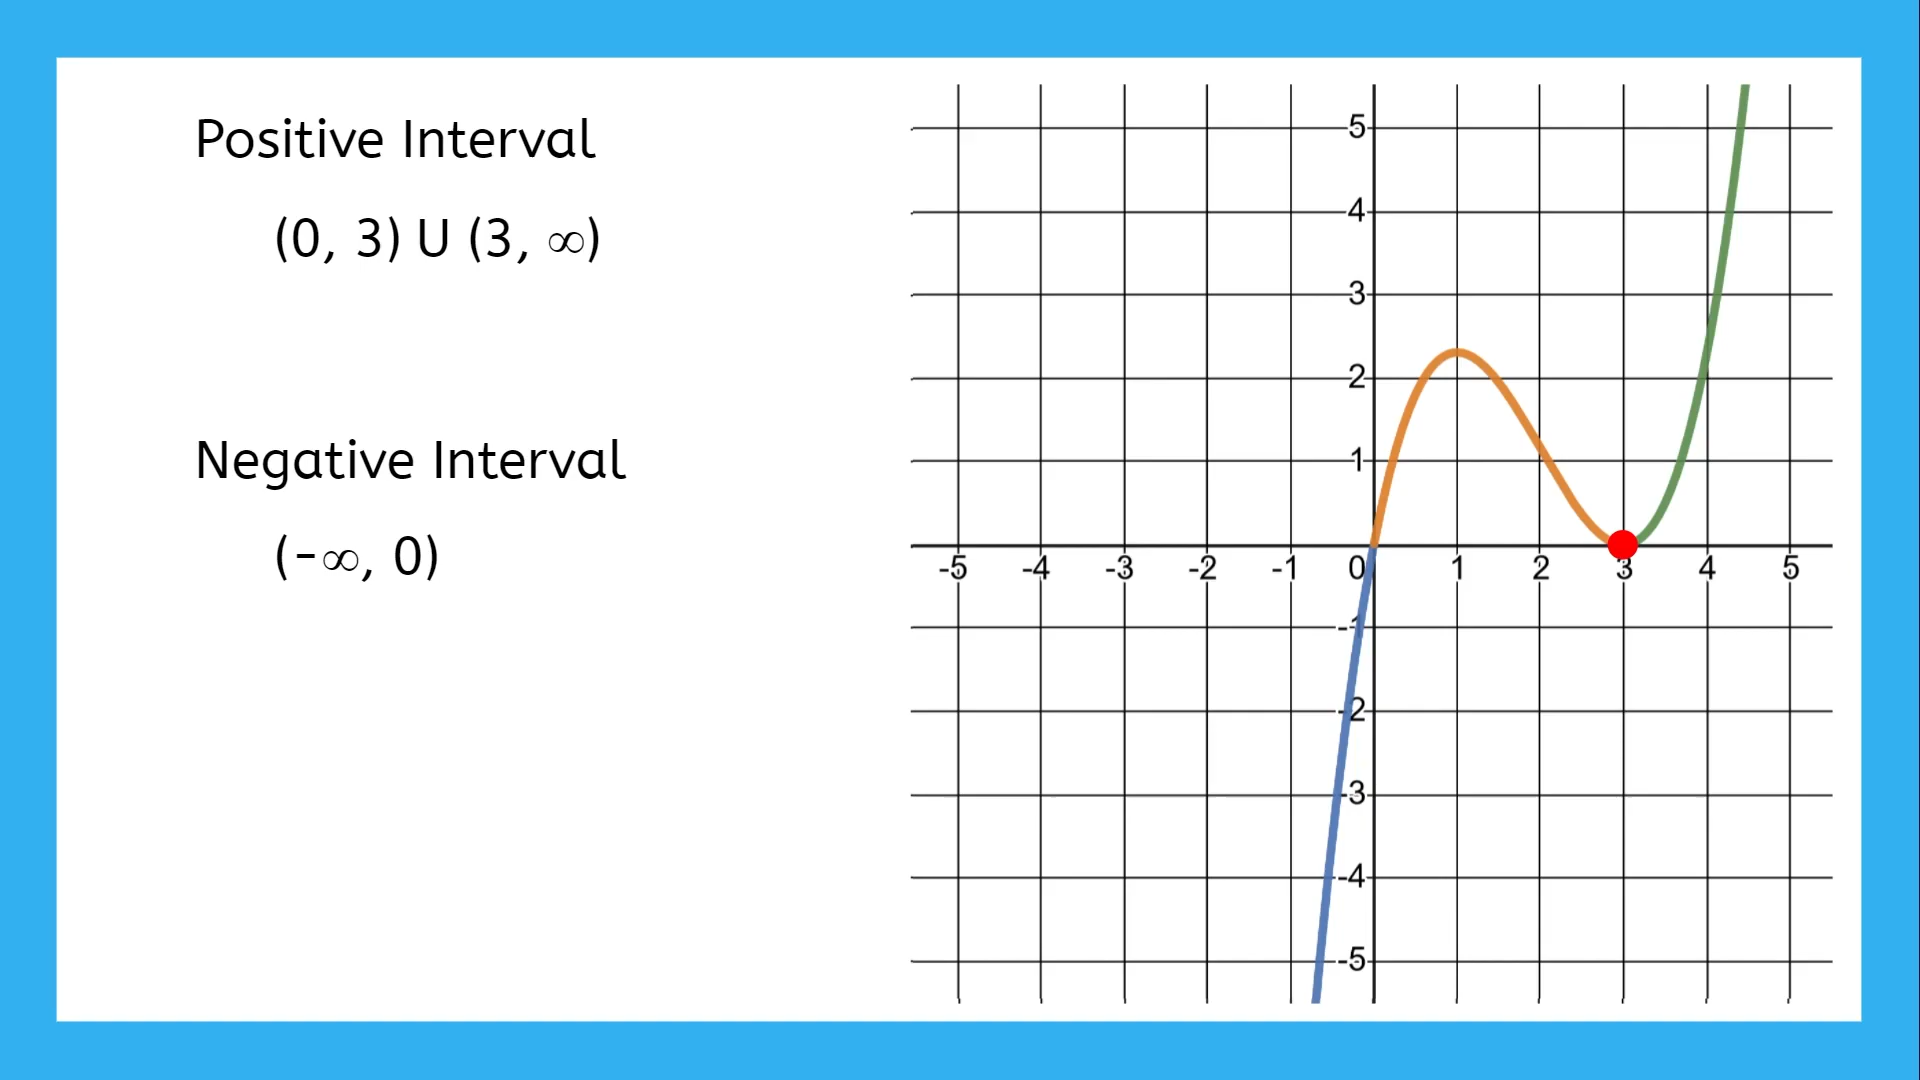 Positive Interval
(0, 3) U (3, ∞)
Negative Interval
(-∞, 0)
5
4
3
2
1
-5 -4 -3 -2 -1 0 1 2 3 4 5
-1
-2
-3
-4
-5